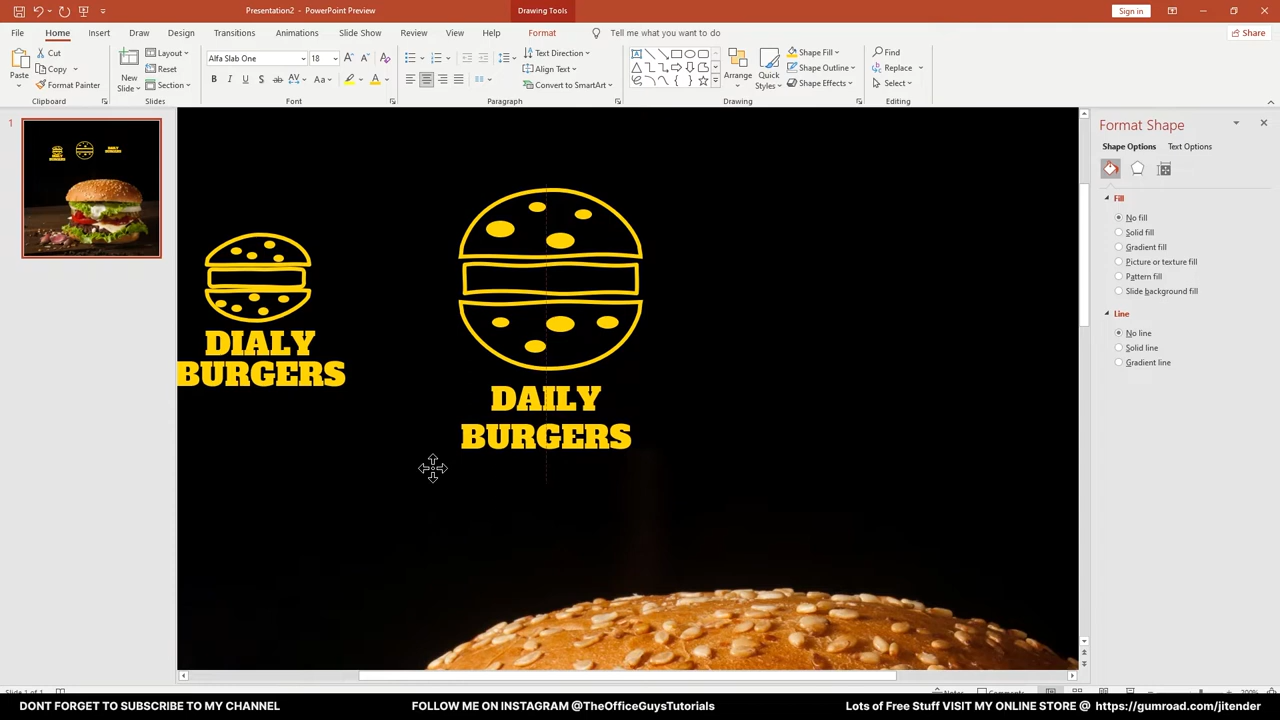 Presentation2 - PowerPoint Preview
Drawing Tools
Sign in
File Home Insert Draw Design Transitions Animations Slide Show Review View Help Format Tell me what you want to do
Share
Paste
Cut
Copy
Format Painter
Clipboard
New Slide
Layout
Reset
Section
Slides
Alfa Slab One 18
Font
Text Direction
Align Text
Convert to SmartArt
Paragraph
Arrange
Quick Styles
Shape Fill
Shape Outline
Shape Effects
Drawing
Find
Replace
Select
Editing
1
DIALY
BURGERS
DAILY
BURGERS
Format Shape
Shape Options Text Options
Fill
No fill
Solid fill
Gradient fill
Picture or texture fill
Pattern fill
Slide background fill
Line
No line
Solid line
Gradient line
DONT FORGET TO SUBSCRIBE TO MY CHANNEL
FOLLOW ME ON INSTAGRAM @TheOfficeGuysTutorials
Lots of Free Stuff VISIT MY ONLINE STORE @ https://gumroad.com/jitender